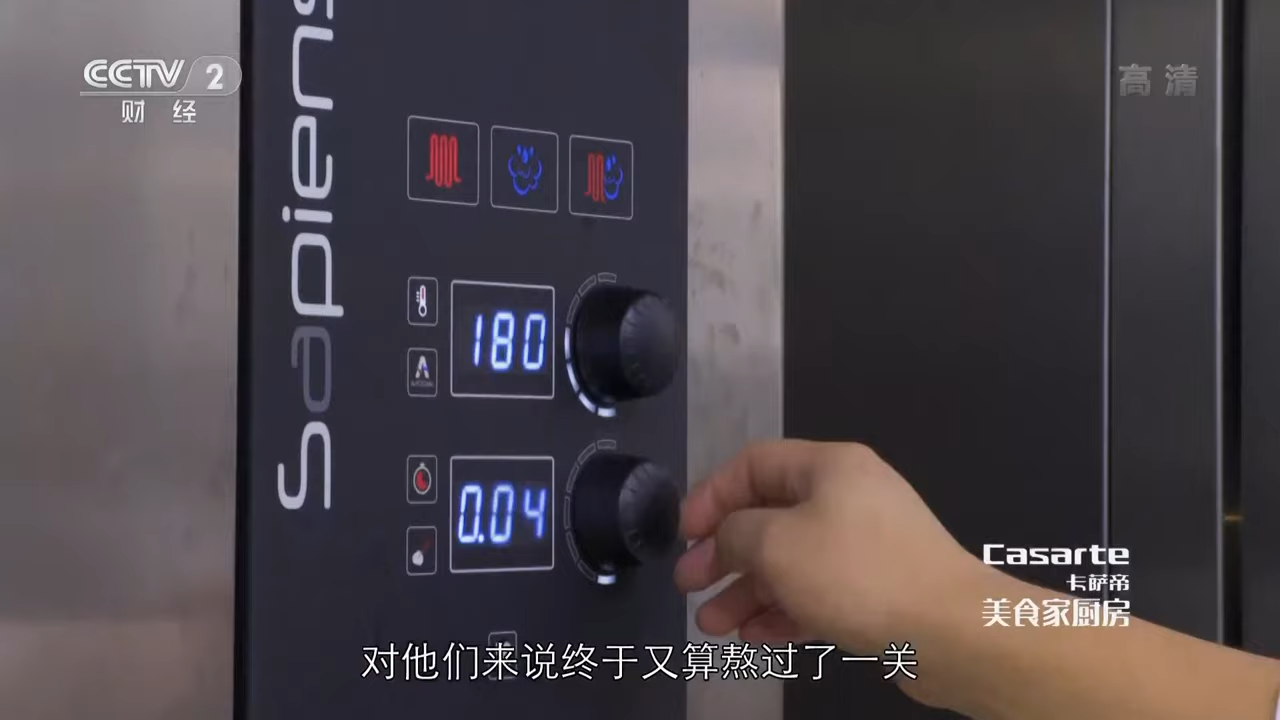 CCTV 2
财经
高清
Sapiens
180
0.04
Casarte
卡萨帝
美食家厨房
对他们来说终于又算熬过了一关